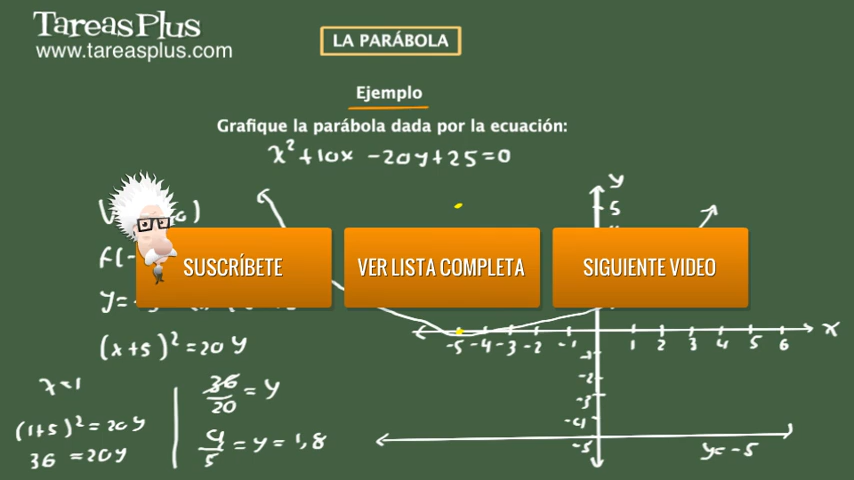 TareasPlus
www.tareasplus.com
LA PARÁBOLA
Ejemplo
Grafique la parábola dada por la ecuación:
x² + 10x - 20y + 25 = 0
y
5
SUSCRÍBETE
VER LISTA COMPLETA
SIGUIENTE VIDEO
(x+5)² = 20y
-5 -4 -3 -2 -1 1 2 3 4 5 6 x
-2
-3
-4
-5
y = -5
(1+5)² = 20y
36 = 20y
36/20 = y
9/5 = y = 1,8